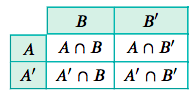 B B′
A A ∩ B A ∩ B′
A′ A′ ∩ B A′ ∩ B′